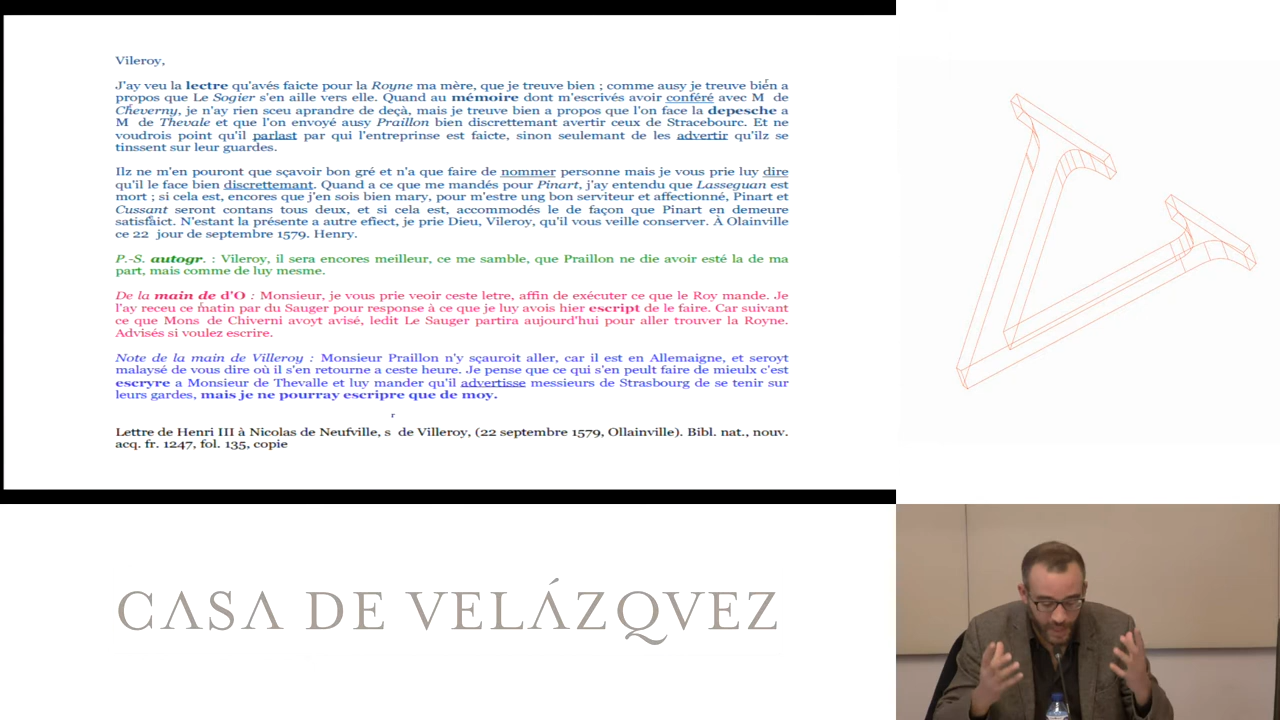 Vileroy,
J'ay veu la lectre qu'avés faicte pour la Royne ma mère, que je treuve bien ; comme ausy je treuve bien a
propos que Le Sogier s'en aille vers elle. Quand au mémoire dont m'escrivés avoir conféré avec M r de
Cheverny, je n'ay rien sceu aprandre de deçà, mais je treuve bien a propos que l'on face la depesche a
M r de Thevale et que l'on envoyé ausy Praillon bien discrettement avertir ceux de Stracebourc. Et ne
voudrois point qu'il parlast par qui l'entreprinse est faicte, sinon seulement de les advertir qu'ilz se
tinssent sur leur guardes.
Ilz ne m'en pouront que sçavoir bon gré et n'a que faire de nommer personne mais je vous prie luy dire
qu'il le face bien discrettement. Quand a ce que me mandés pour Pinart, j'ay entendu que Lasseguan est
mort ; si cela est, encores que j'en sois bien mary, pour m'estre ung bon serviteur et affectionné, Pinart et
Cussant seront contans tous deux, et si cela est, accommodés le de façon que Pinart en demeure
satisfaict. N'estant la présente a autre efiect, je prie Dieu, Vileroy, qu'il vous veille conserver. À Olainville
ce 22 jour de septembre 1579. Henry.
P.-S. autogr. : Vileroy, il sera encores meilleur, ce me samble, que Praillon ne die avoir esté la de ma
part, mais comme de luy mesme.
De la main de d'O : Monsieur, je vous prie veoir ceste letre, affin de exécuter ce que le Roy mande. Je
l'ay receu ce matin par du Sauger pour response à ce que je luy avois hier escript de le faire. Car suivant
ce que Mons r de Chiverni avoyt avisé, ledit Le Sauger partira aujourd'hui pour aller trouver la Royne.
Advisés si voulez escrire.
Note de la main de Villeroy : Monsieur Praillon n'y sçauroit aller, car il est en Allemaigne, et seroyt
malaysé de vous dire où il s'en retourne a ceste heure. Je pense que ce qui s'en peult faire de mieulx c'est
escryre a Monsieur de Thevalle et luy mander qu'il advertisse messieurs de Strasbourg de se tenir sur
leurs gardes, mais je ne pourray escripre que de moy.
Lettre de Henri III à Nicolas de Neufville, s r de Villeroy, (22 septembre 1579, Ollainville). Bibl. nat., nouv.
acq. fr. 1247, fol. 135, copie
CASA DE VELÁZQVEZ